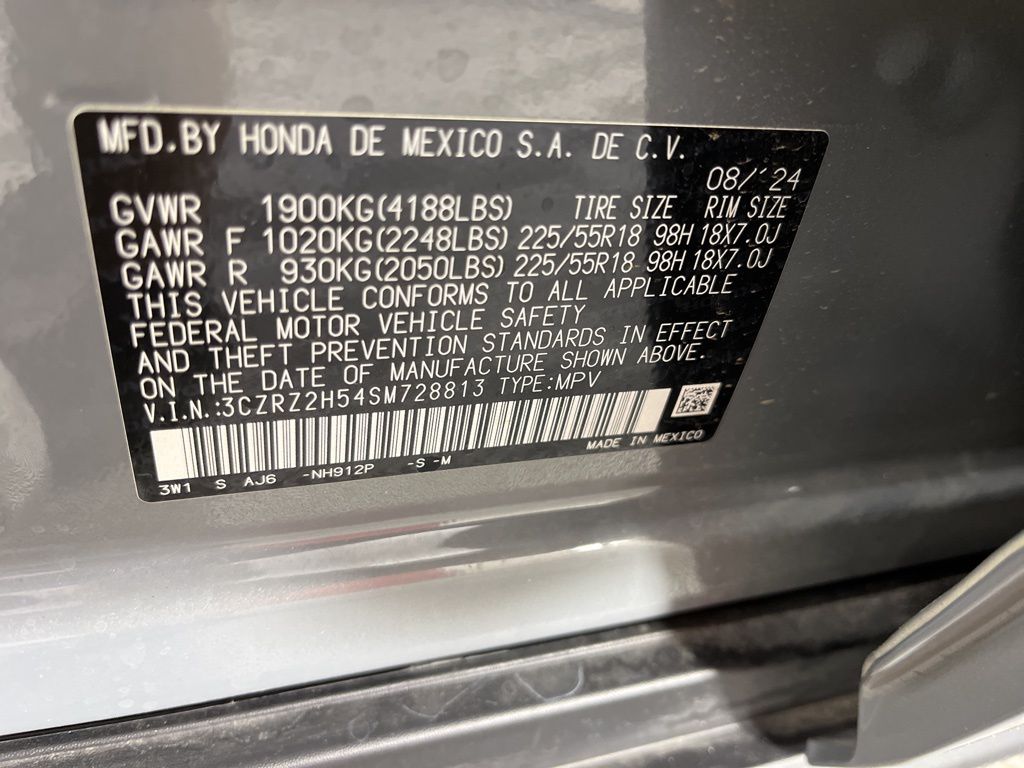 MFD.BY HONDA DE MEXICO S.A. DE C.V.
08/'24
GVWR 1900KG(4188LBS) TIRE SIZE RIM SIZE
GAWR F 1020KG(2248LBS) 225/55R18 98H 18X7.0J
GAWR R 930KG(2050LBS) 225/55R18 98H 18X7.0J
THIS VEHICLE CONFORMS TO ALL APPLICABLE
FEDERAL MOTOR VEHICLE SAFETY
AND THEFT PREVENTION STANDARDS IN EFFECT
ON THE DATE OF MANUFACTURE SHOWN ABOVE.
V.I.N.:3CZRZ2H54SM728813 TYPE:MPV
MADE IN MEXICO
3W1 S AJ6 -NH912P -S -M